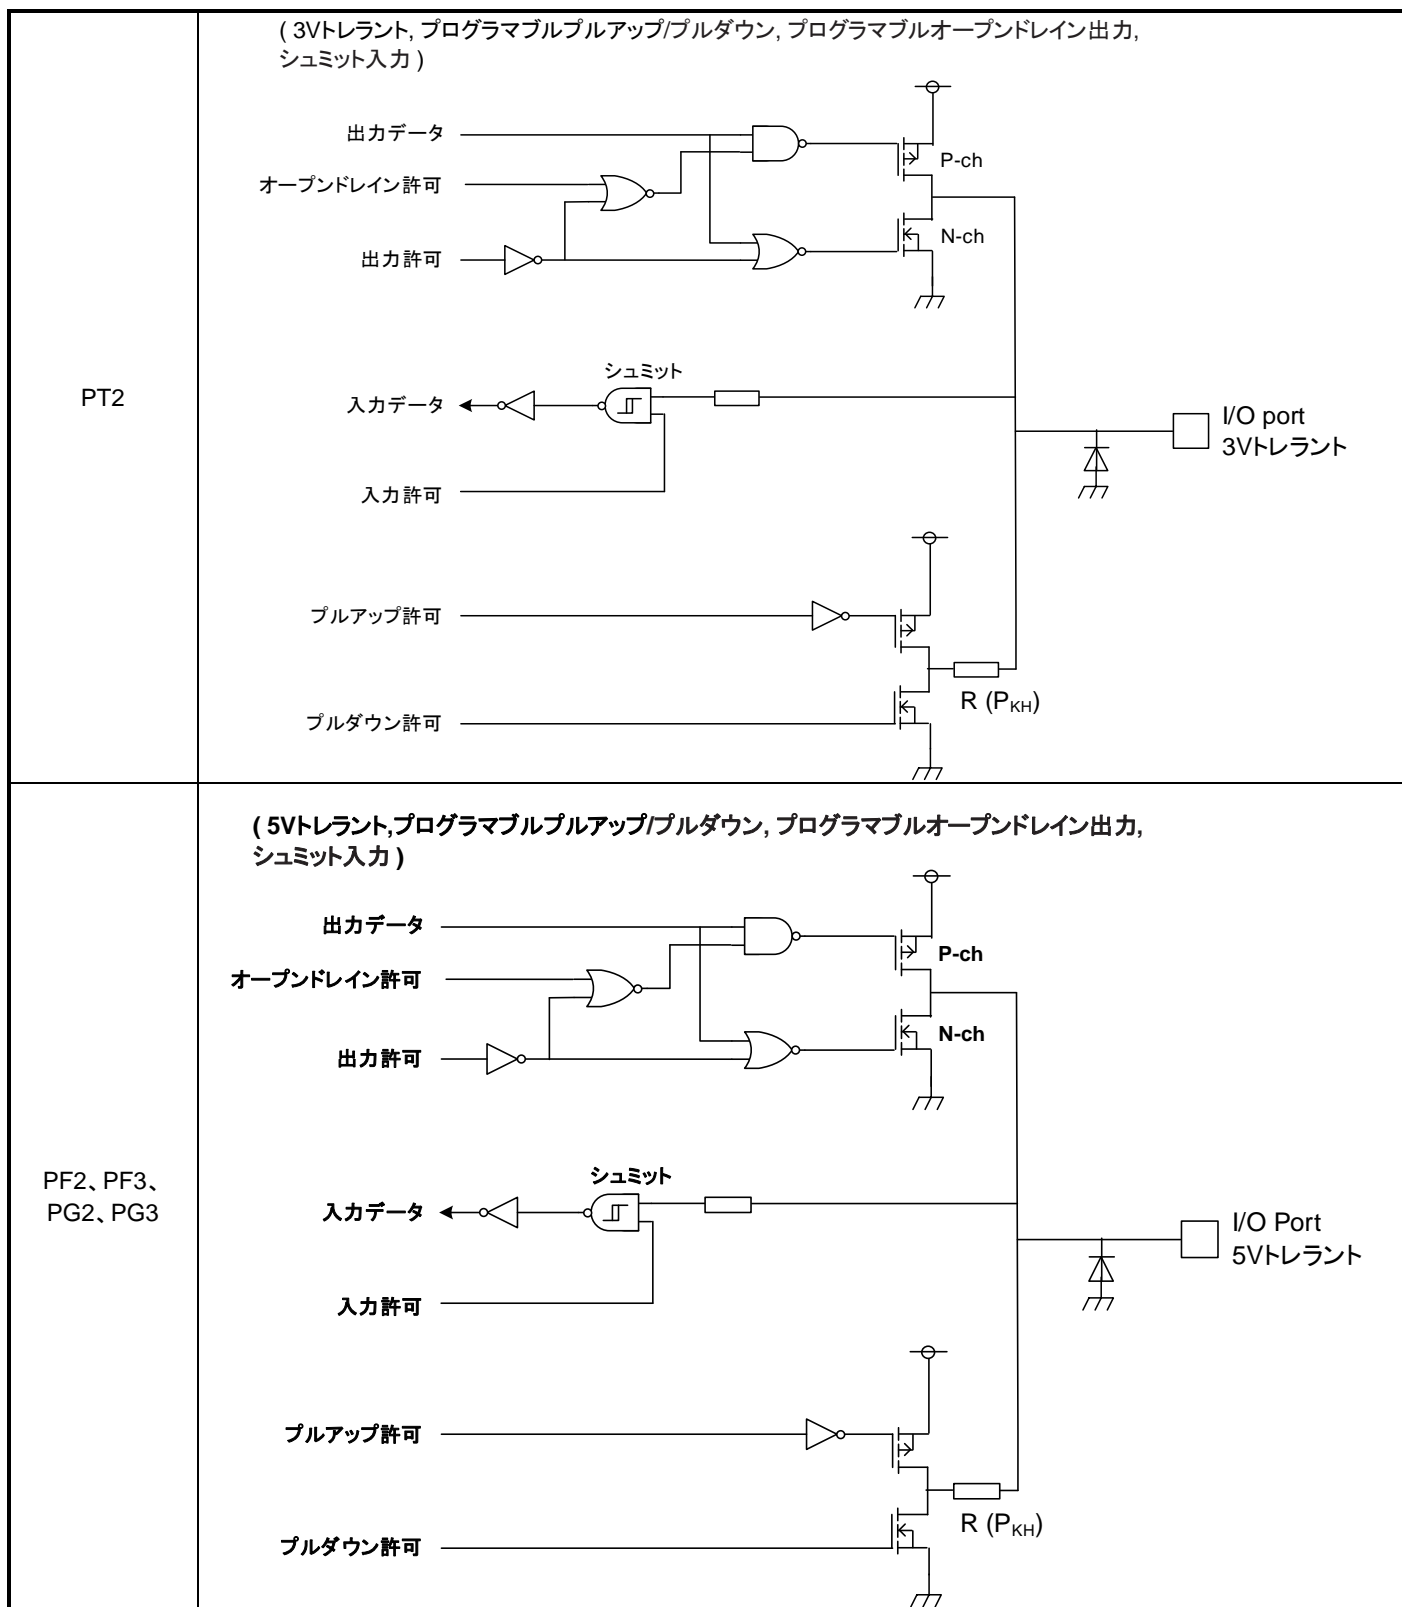 ( 3Vトレラント, プログラマブルプルアップ/プルダウン, プログラマブルオープンドレイン出力,
シュミット入力 )
出力データ
オープンドレイン許可
出力許可
P-ch
N-ch
シュミット
入力データ
入力許可
PT2
I/O port
3Vトレラント
プルアップ許可
プルダウン許可
R (PKH)
( 5Vトレラント,プログラマブルプルアップ/プルダウン, プログラマブルオープンドレイン出力,
シュミット入力 )
出力データ
オープンドレイン許可
出力許可
P-ch
N-ch
シュミット
入力データ
入力許可
PF2、PF3、
PG2、PG3
I/O Port
5Vトレラント
プルアップ許可
プルダウン許可
R (PKH)